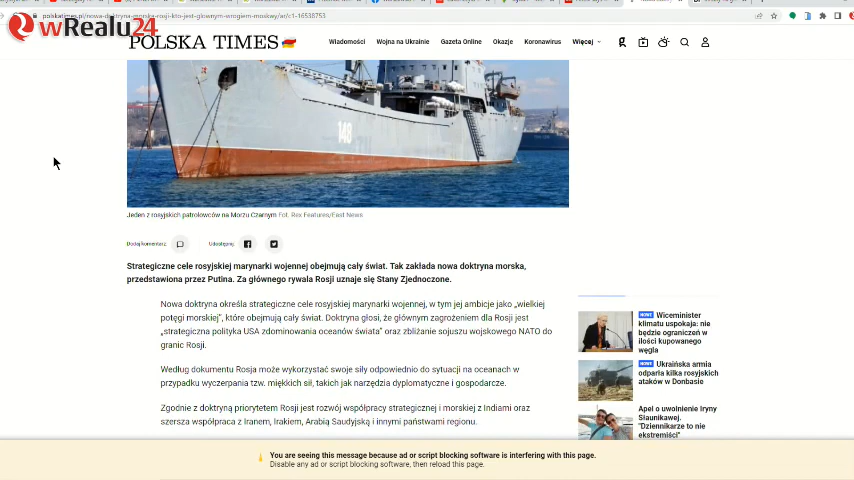 polskatimes.pl/nowa-doktryna-morska-rosji-kto-jest-glownym-wrogiem-moskwy/ar/c1-16538753
wRealu24
POLSKA TIMES
Wiadomości Wojna na Ukrainie Gazeta Online Okazje Koronawirus Więcej
148
Jeden z rosyjskich patrolowców na Morzu Czarnym Fot. Rex Features/East News
Dodaj komentarz: Udostępnij:
Strategiczne cele rosyjskiej marynarki wojennej obejmują cały świat. Tak zakłada nowa doktryna morska,
przedstawiona przez Putina. Za głównego rywala Rosji uznaje się Stany Zjednoczone.
Nowa doktryna określa strategiczne cele rosyjskiej marynarki wojennej, w tym jej ambicje jako „wielkiej
potęgi morskiej”, które obejmują cały świat. Doktryna głosi, że głównym zagrożeniem dla Rosji jest
„strategiczna polityka USA zdominowania oceanów świata” oraz zbliżanie sojuszu wojskowego NATO do
granic Rosji.
Według dokumentu Rosja może wykorzystać swoje siły odpowiednio do sytuacji na oceanach w
przypadku wyczerpania tzw. miękkich sił, takich jak narzędzia dyplomatyczne i gospodarcze.
Zgodnie z doktryną priorytetem Rosji jest rozwój współpracy strategicznej i morskiej z Indiami oraz
szersza współpraca z Iranem, Irakiem, Arabią Saudyjską i innymi państwami regionu.
NOWE Wiceminister
klimatu uspokaja: nie
będzie ograniczeń w
ilości kupowanego
węgla
NOWE Ukraińska armia
odparła kilka rosyjskich
ataków w Donbasie
Apel o uwolnienie Iryny
Słaunikawej.
"Dziennikarze to nie
ekstremiści"
You are seeing this message because ad or script blocking software is interfering with this page.
Disable any ad or script blocking software, then reload this page.